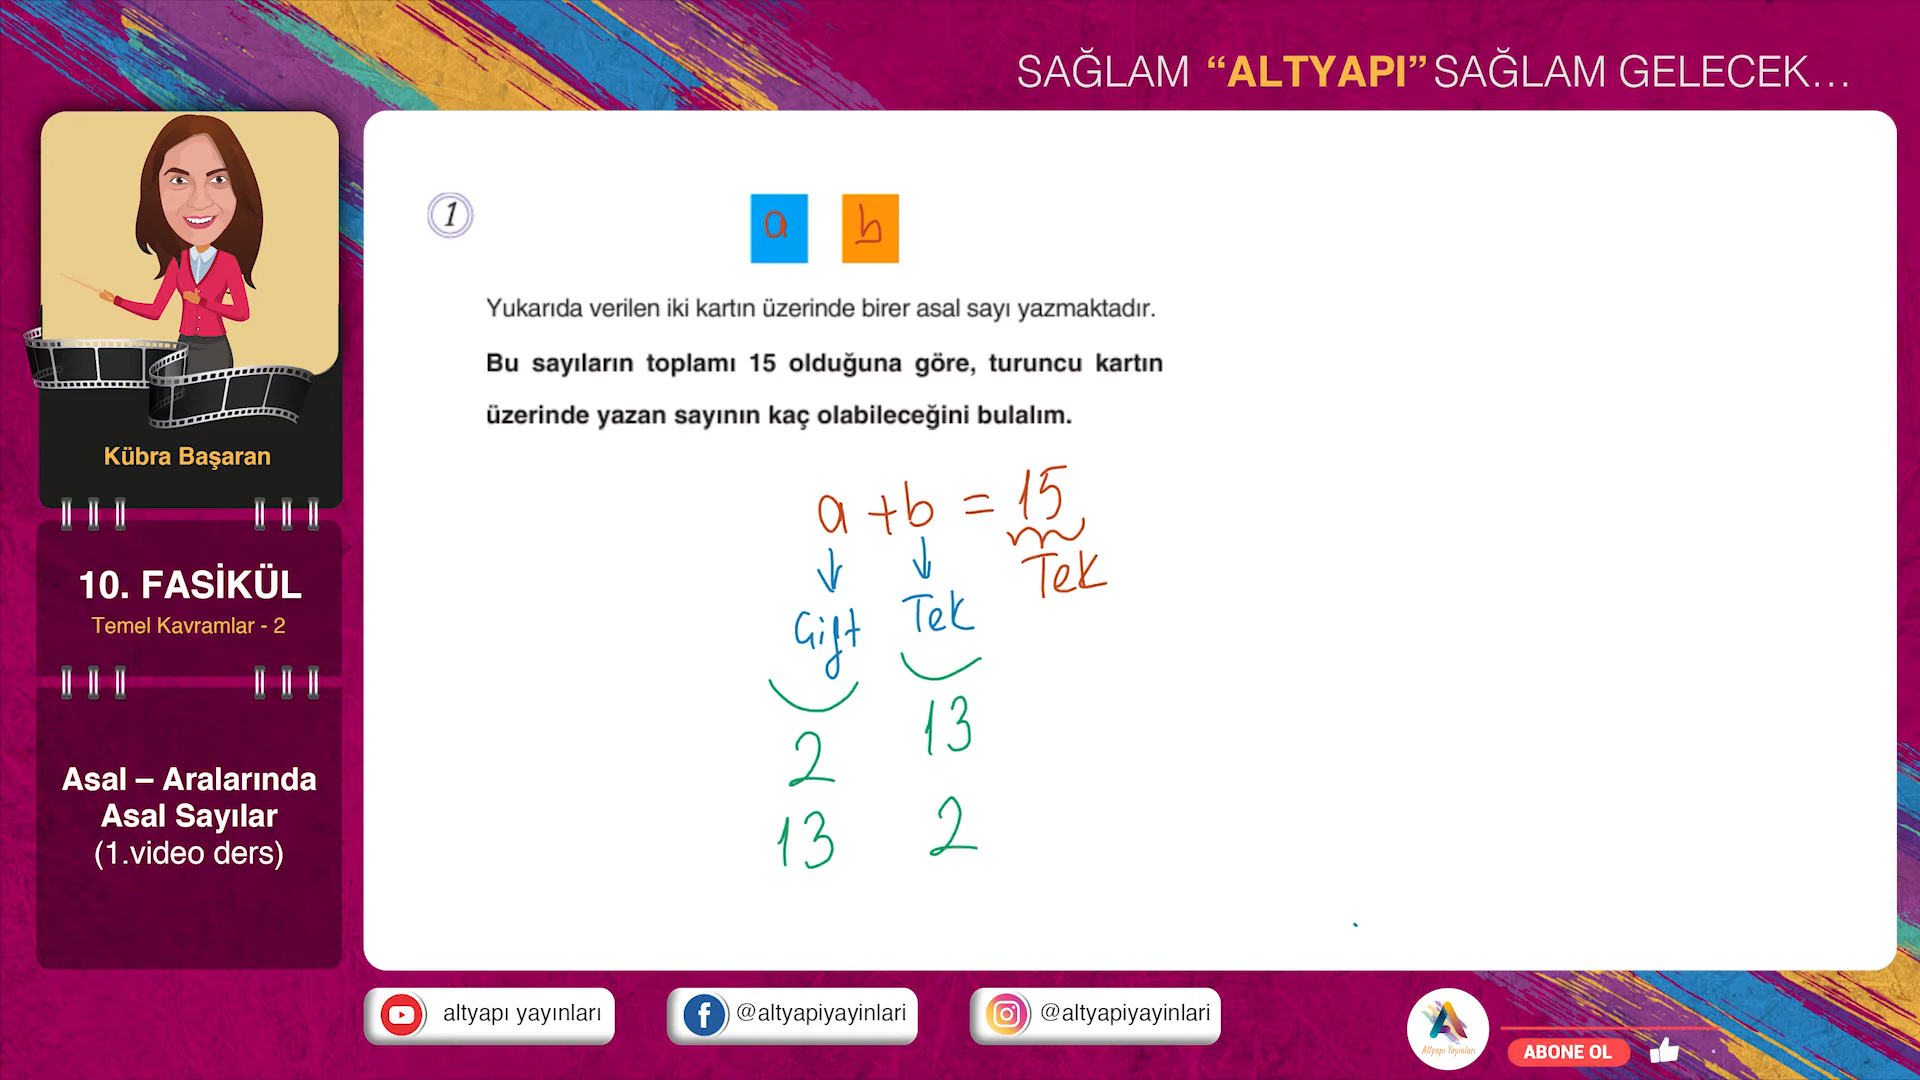 SAĞLAM “ALTYAPI” SAĞLAM GELECEK...
1
a b
Yukarıda verilen iki kartın üzerinde birer asal sayı yazmaktadır.
Bu sayıların toplamı 15 olduğuna göre, turuncu kartın
üzerinde yazan sayının kaç olabileceğini bulalım.
a + b = 15
Tek
Çift Tek
2 13
13 2
Kübra Başaran
10. FASİKÜL
Temel Kavramlar - 2
Asal – Aralarında
Asal Sayılar
(1.video ders)
altyapı yayınları
@altyapiyayinlari
@altyapiyayinlari
Altyapı Yayınları
ABONE OL